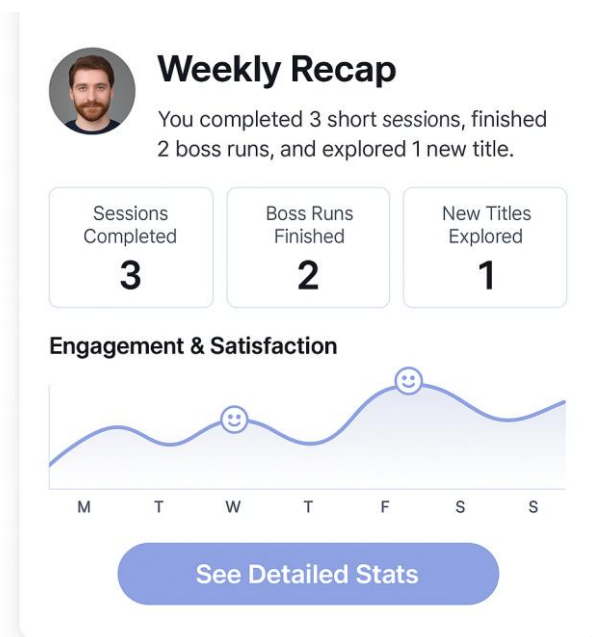 Weekly Recap
You completed 3 short sessions, finished
2 boss runs, and explored 1 new title.
Sessions
Completed
3
Boss Runs
Finished
2
New Titles
Explored
1
Engagement & Satisfaction
M T W T F S S
See Detailed Stats